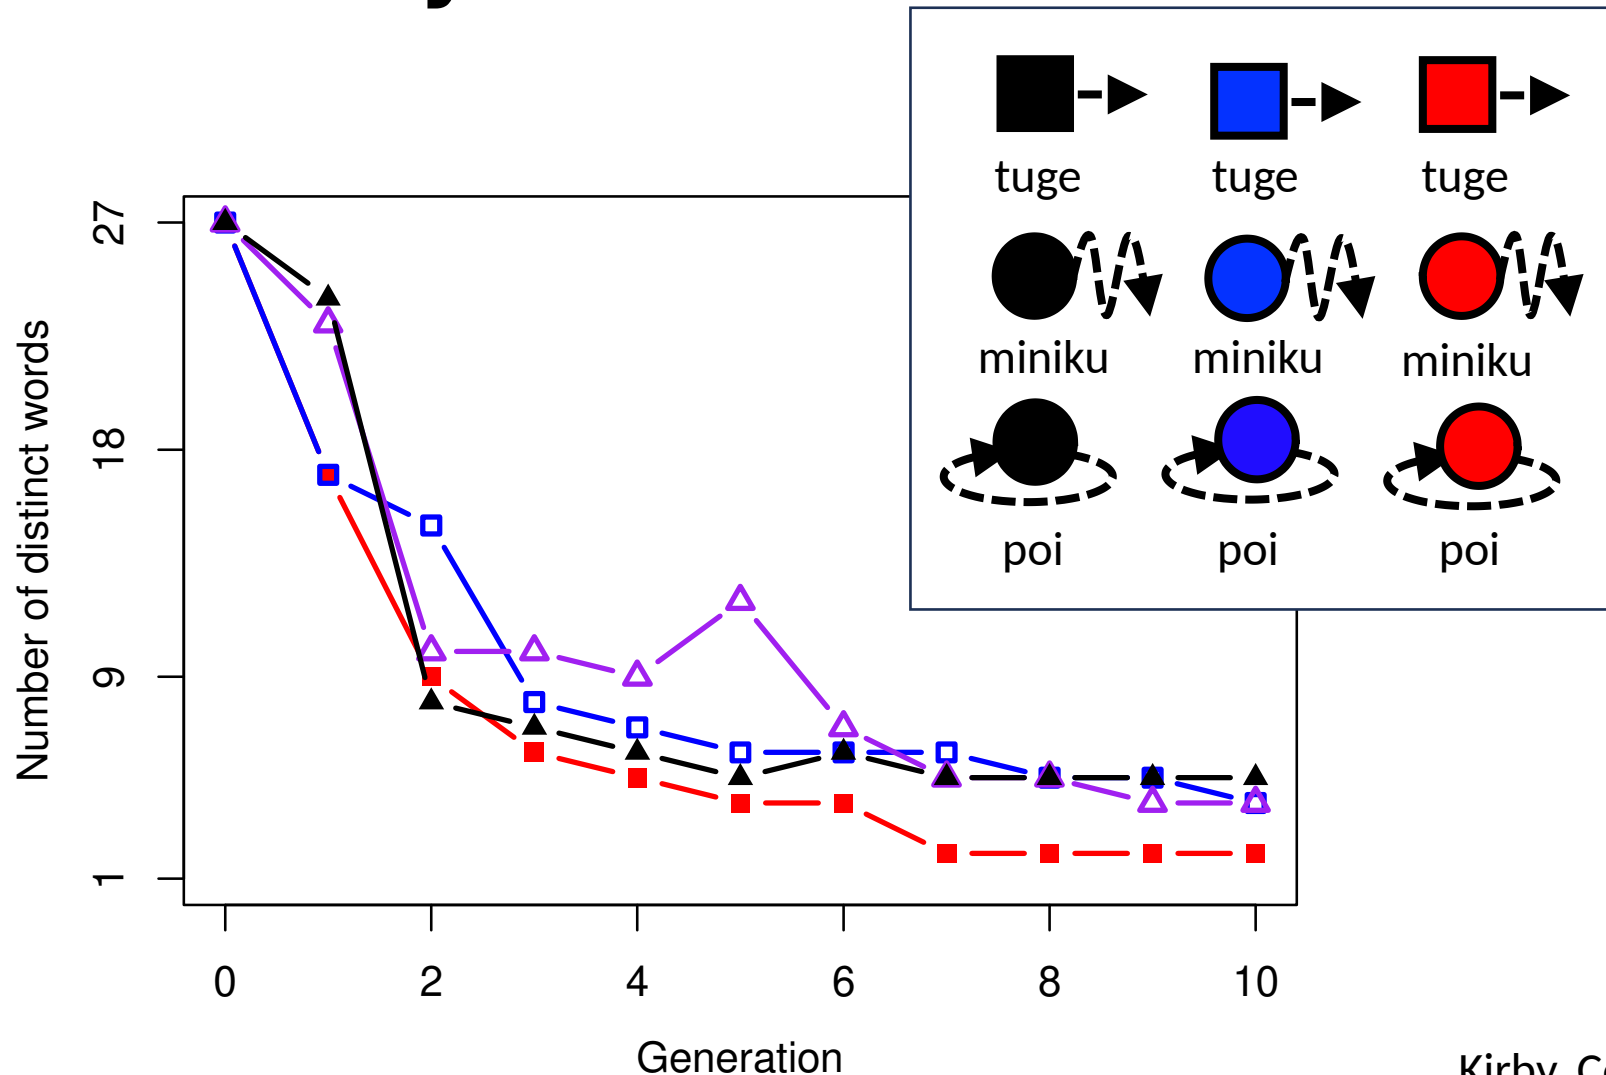 tuge tuge tuge
miniku miniku miniku
poi poi poi
Number of distinct words
27
18
9
1
0 2 4 6 8 10
Generation
Kirby